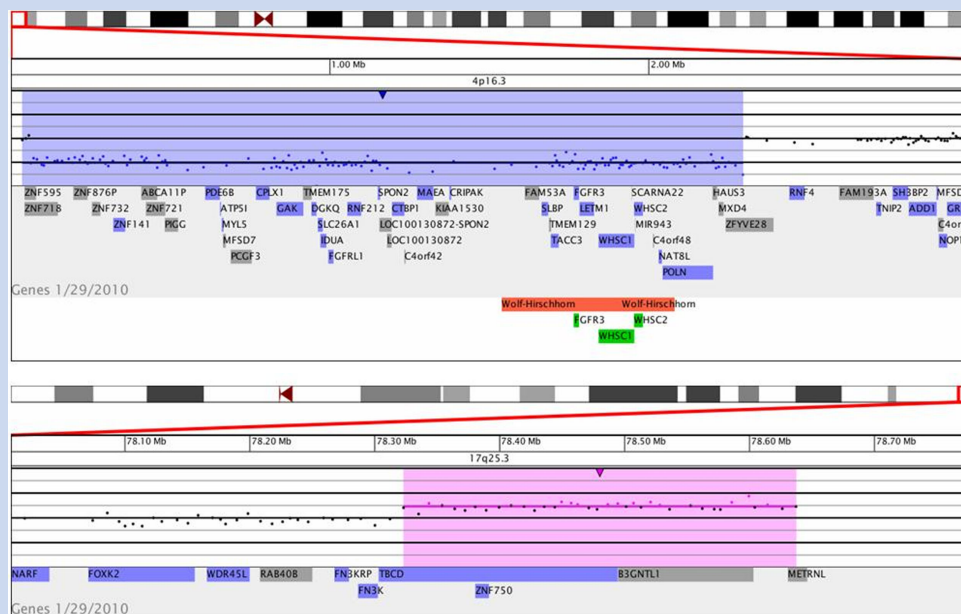 1.00 Mb 2.00 Mb
4p16.3
ZNF595 ZNF876P ABCA11P PDE6B CPLX1 TMEM175 SPON2 MAEA CRIPAK FAM53A FGFR3 SCARNA22 HAUS3 RNF4 FAM193A SH3BP2 MFSD
ZNF718 ZNF732 ZNF721 ATP5I GAK DGKQ RNF212 CTBP1 KIAA1530 SLBP LETM1 WHSC2 MXD4 TNIP2 ADD1 GR
ZNF141 PIGG MYL5 SLC26A1 LOC100130872-SPON2 TMEM129 MIR943 ZFYVE28 C4or
MFSD7 IDUA LOC100130872 TACC3 WHSC1 C4orf48 NOP
PCGF3 FGFRL1 C4orf42 NAT8L
POLN
Genes 1/29/2010
Wolf-Hirschhorn Wolf-Hirschhorn
FGFR3 WHSC2
WHSC1
78.10 Mb 78.20 Mb 78.30 Mb 78.40 Mb 78.50 Mb 78.60 Mb 78.70 Mb
17q25.3
NARF FOXK2 WDR45L RAB40B FN3KRP TBCD B3GNTL1 METRNL
FN3K ZNF750
Genes 1/29/2010